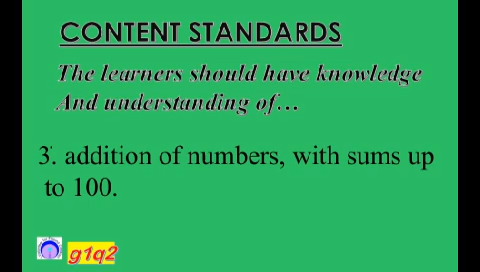 CONTENT STANDARDS
The learners should have knowledge
And understanding of...
3. addition of numbers, with sums up
to 100.
g1q2